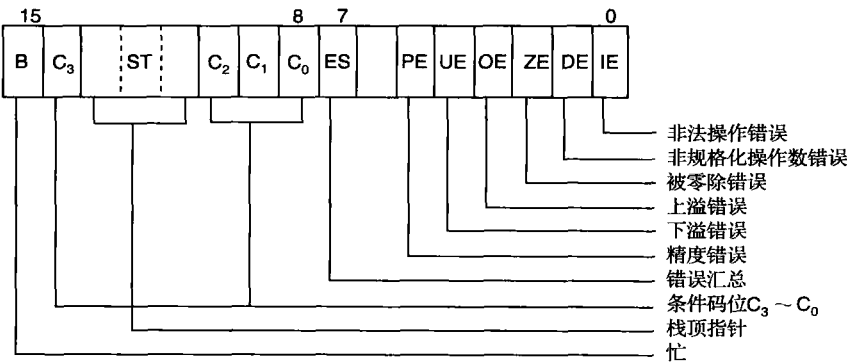 15 8 7 0
B C₃ ST C₂ C₁ C₀ ES PE UE OE ZE DE IE
非法操作错误
非规格化操作数错误
被零除错误
上溢错误
下溢错误
精度错误
错误汇总
条件码位C₃ ~ C₀
栈顶指针
忙